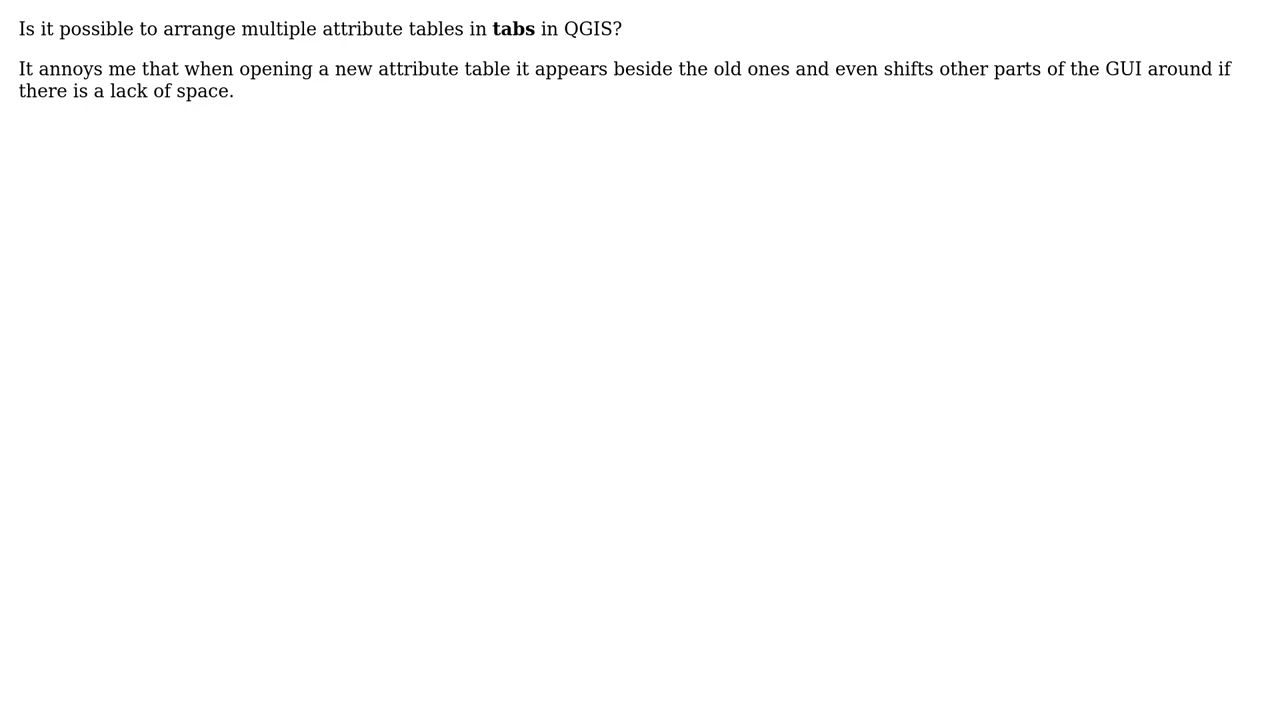 Is it possible to arrange multiple attribute tables in tabs in QGIS?
It annoys me that when opening a new attribute table it appears beside the old ones and even shifts other parts of the GUI around if
there is a lack of space.